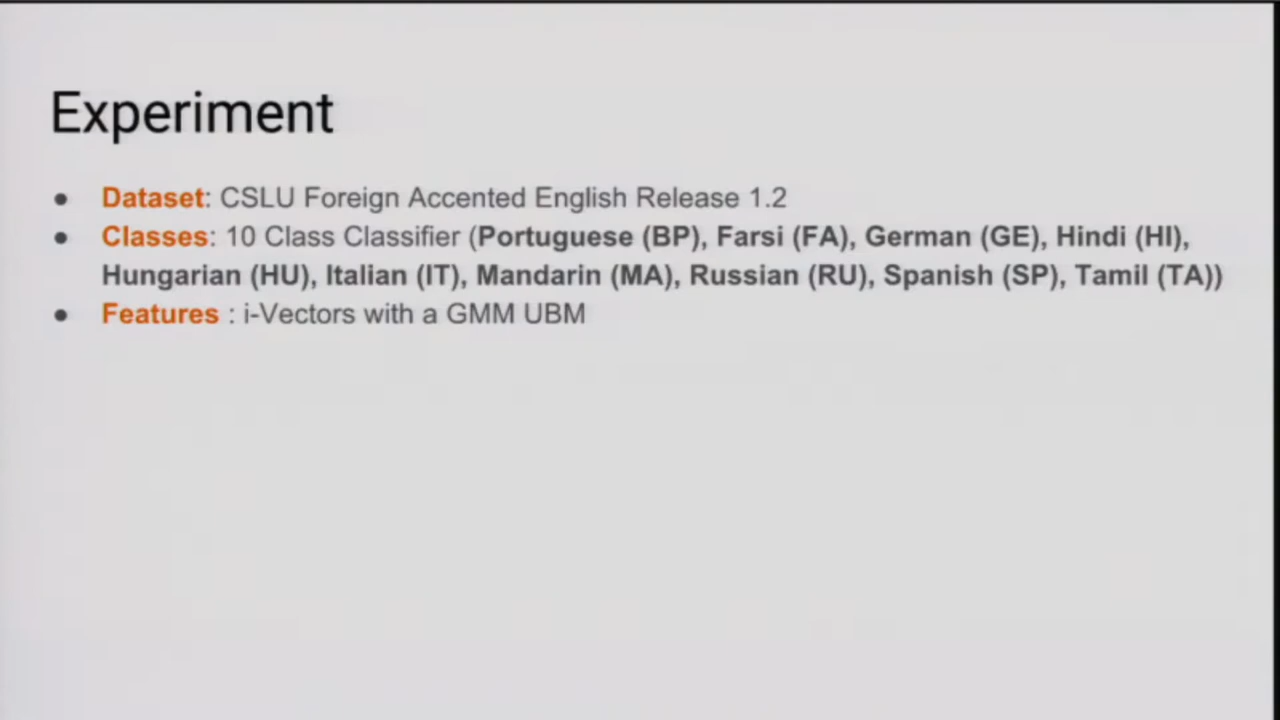 Experiment
● Dataset: CSLU Foreign Accented English Release 1.2
● Classes: 10 Class Classifier (Portuguese (BP), Farsi (FA), German (GE), Hindi (HI),
Hungarian (HU), Italian (IT), Mandarin (MA), Russian (RU), Spanish (SP), Tamil (TA))
● Features : i-Vectors with a GMM UBM